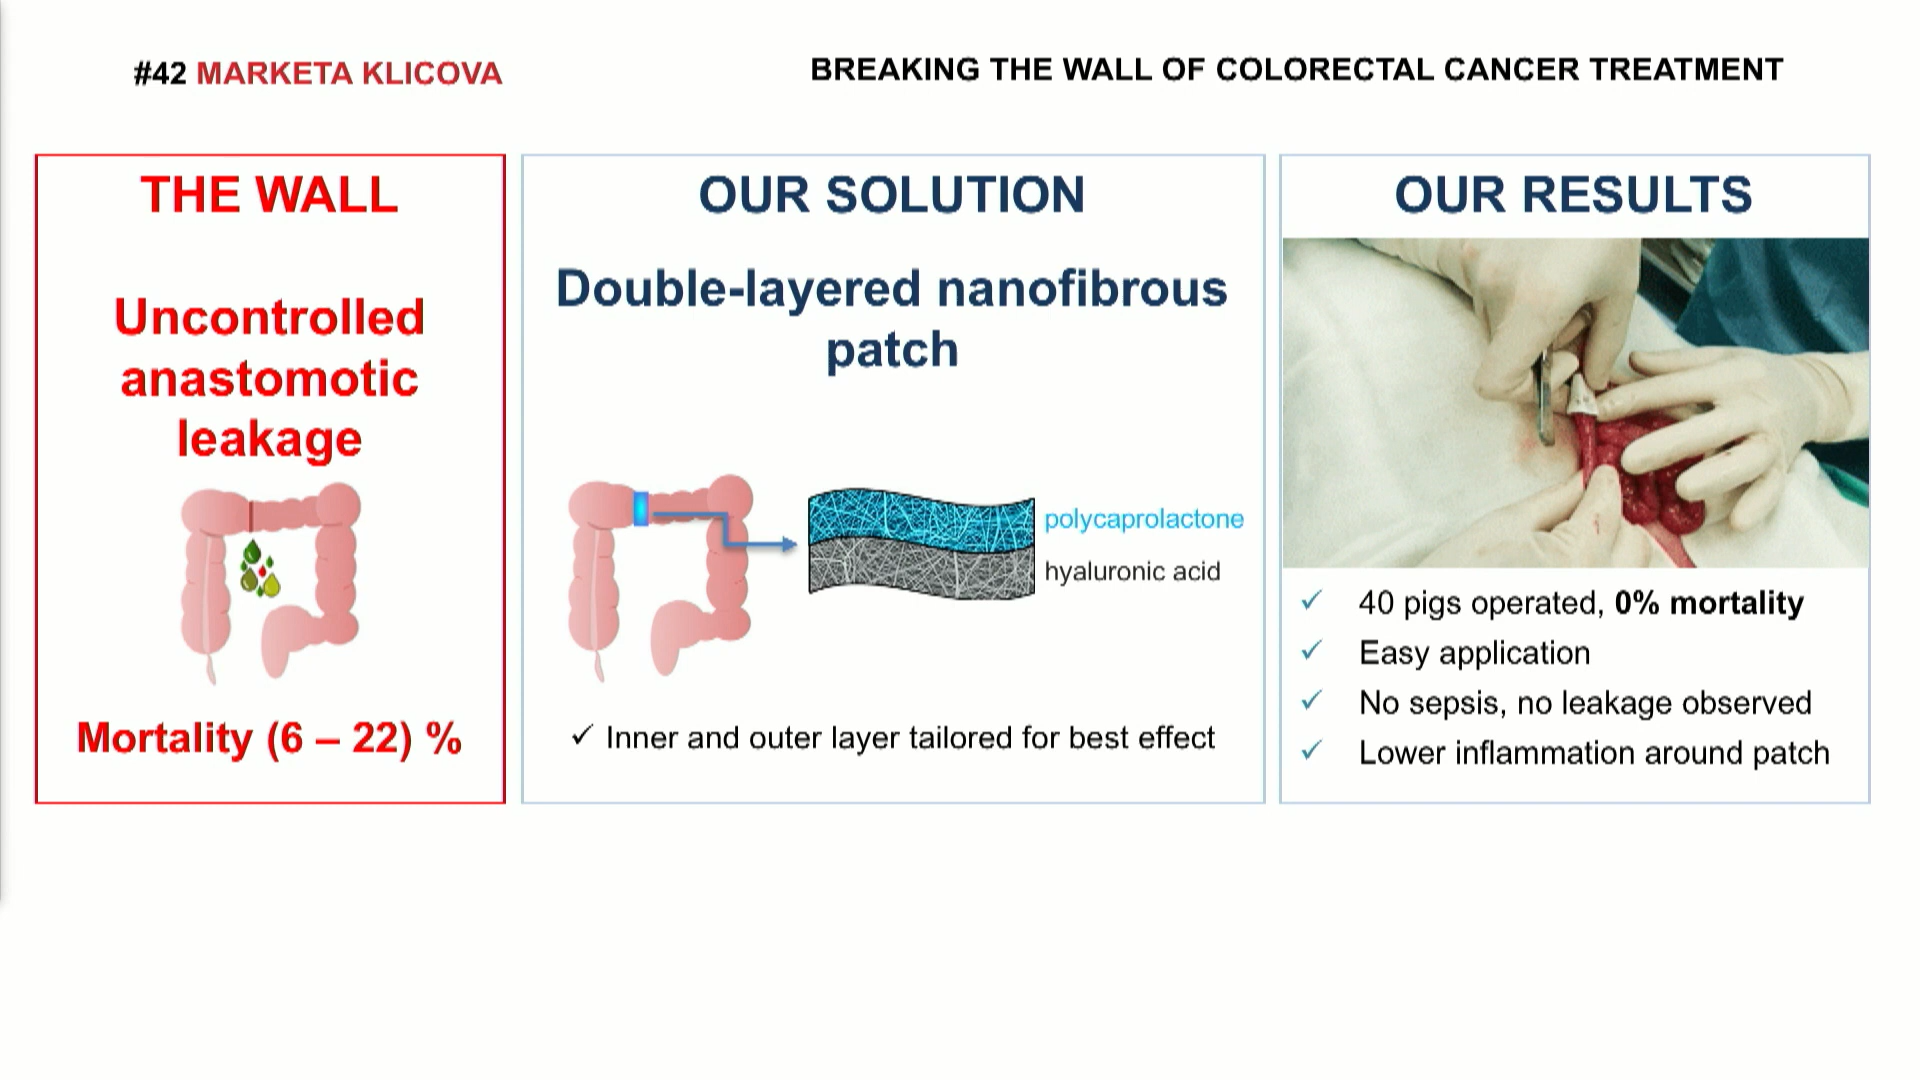 #42 MARKETA KLICOVA
BREAKING THE WALL OF COLORECTAL CANCER TREATMENT
THE WALL
Uncontrolled
anastomotic
leakage
Mortality (6 – 22) %
OUR SOLUTION
Double-layered nanofibrous
patch
polycaprolactone
hyaluronic acid
✓ Inner and outer layer tailored for best effect
OUR RESULTS
✓ 40 pigs operated, 0% mortality
✓ Easy application
✓ No sepsis, no leakage observed
✓ Lower inflammation around patch